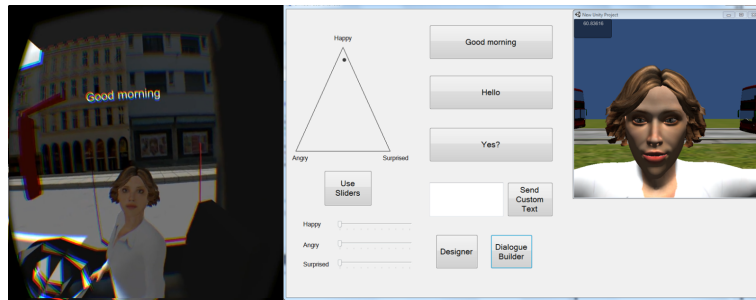 Good morning
Happy
Angry
Surprised
Use
Sliders
Happy
Angry
Surprised
Good morning
Hello
Yes?
Send
Custom
Text
Designer
Dialogue
Builder
New Unity Project